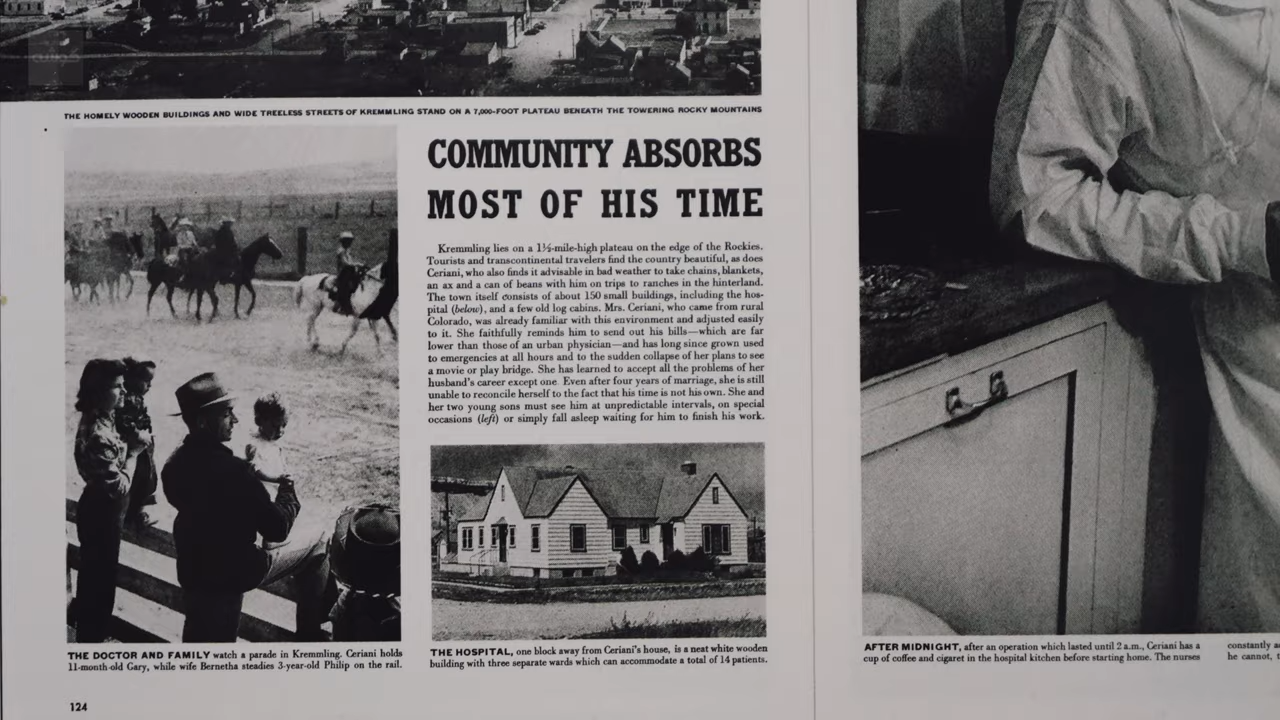 THE HOMELY WOODEN BUILDINGS AND WIDE TREELESS STREETS OF KREMMLING STAND ON A 7,000-FOOT PLATEAU BENEATH THE TOWERING ROCKY MOUNTAINS
COMMUNITY ABSORBS
MOST OF HIS TIME
Kremmling lies on a 1½-mile-high plateau on the edge of the Rockies.
Tourists and transcontinental travelers find the country beautiful, as does
Ceriani, who also finds it advisable in bad weather to take chains, blankets,
an ax and a can of beans with him on trips to ranches in the hinterland.
The town itself consists of about 150 small buildings, including the hos-
pital (below), and a few old log cabins. Mrs. Ceriani, who came from rural
Colorado, was already familiar with this environment and adjusted easily
to it. She faithfully reminds him to send out his bills—which are far
lower than those of an urban physician—and has long since grown used
to emergencies at all hours and to the sudden collapse of her plans to see
a movie or play bridge. She has learned to accept all the problems of her
husband's career except one. Even after four years of marriage, she is still
unable to reconcile herself to the fact that his time is not his own. She and
her two young sons must see him at unpredictable intervals, on special
occasions (left) or simply fall asleep waiting for him to finish his work.
THE DOCTOR AND FAMILY watch a parade in Kremmling. Ceriani holds
11-month-old Gary, while wife Bernetha steadies 3-year-old Philip on the rail.
THE HOSPITAL, one block away from Ceriani's house, is a neat white wooden
building with three separate wards which can accommodate a total of 14 patients.
124
AFTER MIDNIGHT, after an operation which lasted until 2 a.m., Ceriani has a
cup of coffee and cigaret in the hospital kitchen before starting home. The nurses
constantly
he cannot,